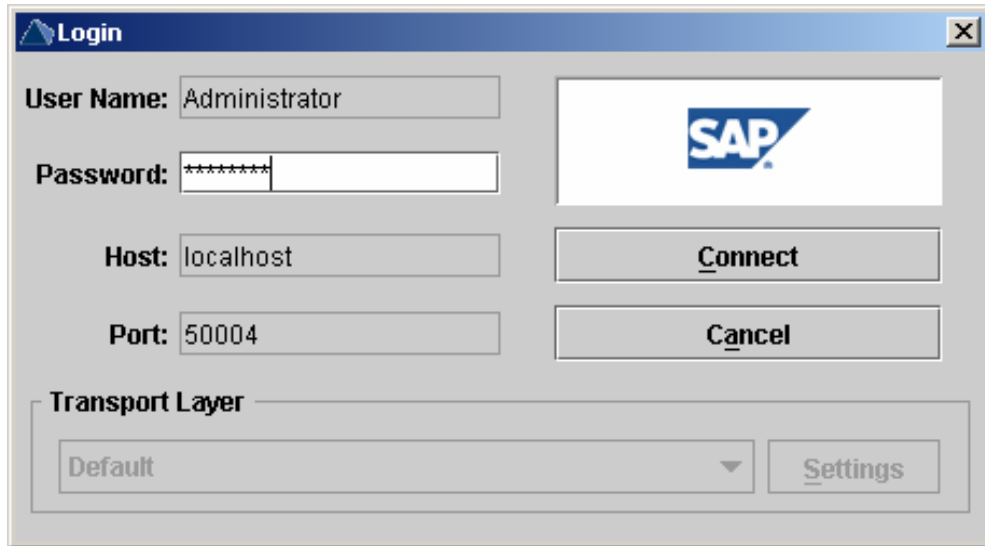 Login
User Name: Administrator
SAP®
Password: ********
Host: localhost
Connect
Port: 50004
Cancel
Transport Layer
Default
Settings